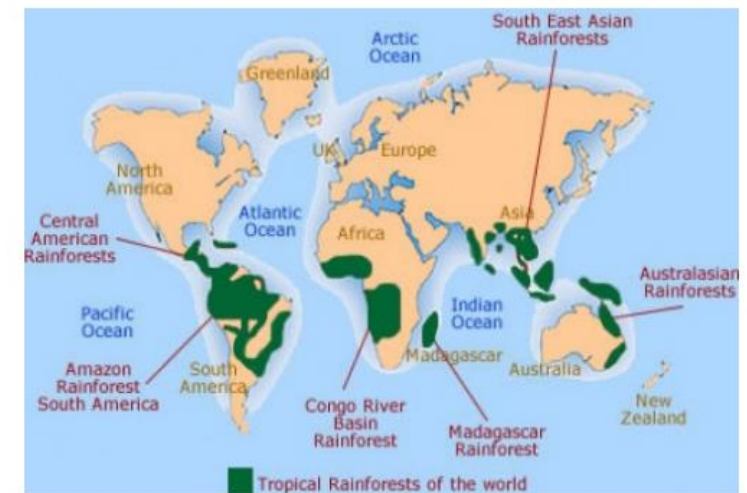 South East Asian
Rainforests
Arctic
Ocean
Greenland
UK
Europe
North
America
Asia
Atlantic
Ocean
Central
American
Rainforests
Africa
Australasian
Rainforests
Pacific
Ocean
Indian
Ocean
Madagascar
Amazon
Rainforest
South America
South
America
Australia
Congo River
Basin
Rainforest
Madagascar
Rainforest
New
Zealand
Tropical Rainforests of the world